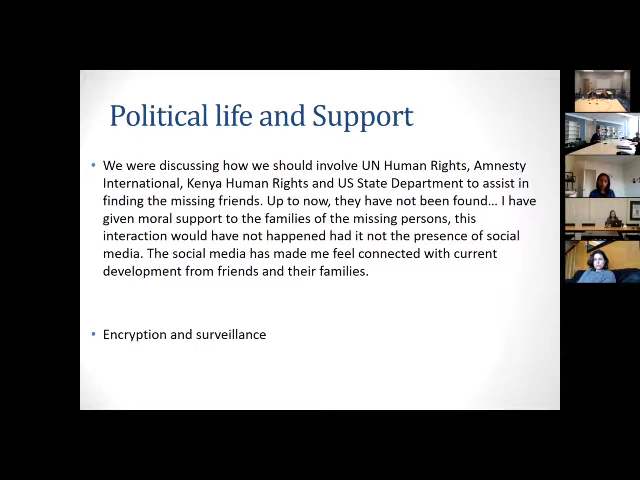 Political life and Support
• We were discussing how we should involve UN Human Rights, Amnesty
International, Kenya Human Rights and US State Department to assist in
finding the missing friends. Up to now, they have not been found... I have
given moral support to the families of the missing persons, this
interaction would have not happened had it not the presence of social
media. The social media has made me feel connected with current
development from friends and their families.
• Encryption and surveillance